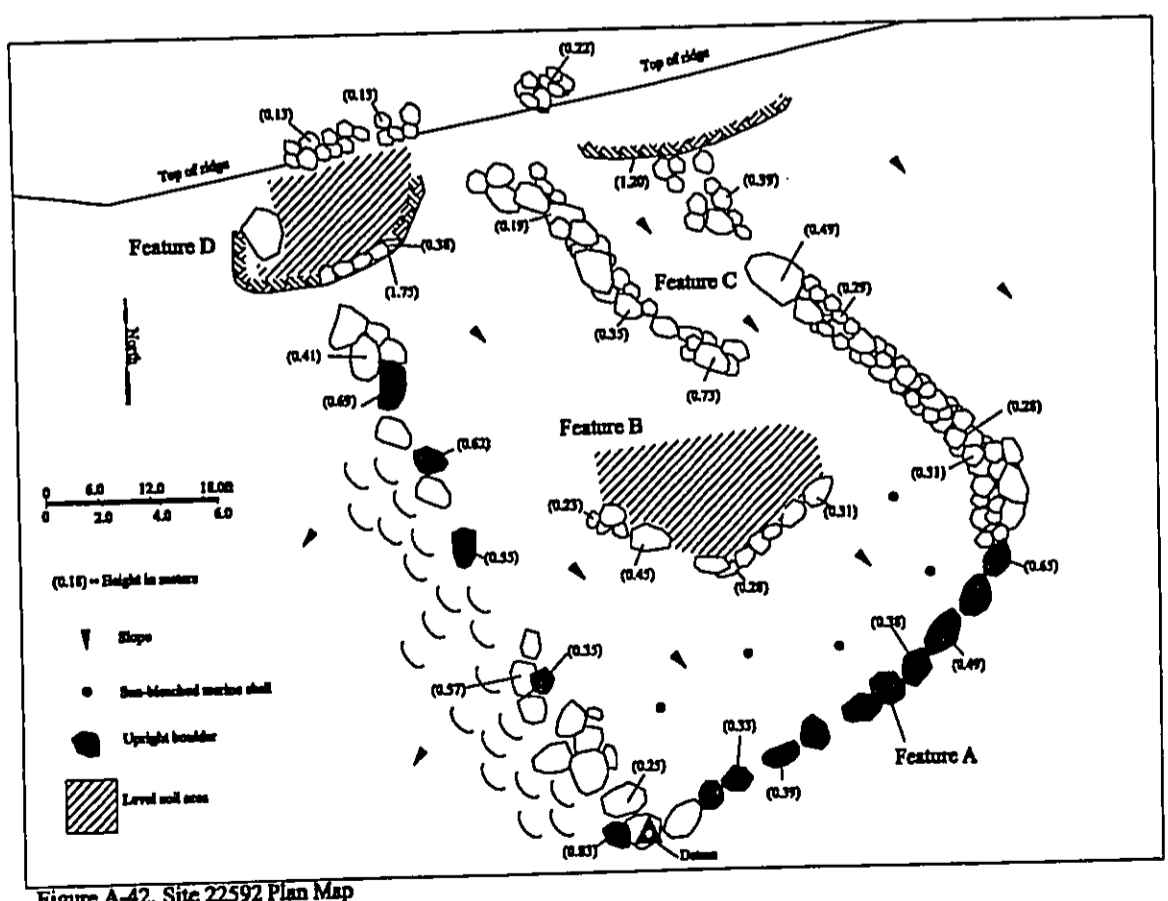 (0.22)
Top of ridge
(0.13)
(0.13)
Top of ridge
(1.20)
(0.39)
(0.19)
(0.49)
Feature D
(0.38)
(1.75)
Feature C
(0.29)
North
(0.35)
(0.41)
(0.73)
(0.69)
Feature B
(0.28)
(0.62)
(0.31)
0 6.0 12.0 18.0ft
0 2.0 4.0 6.0
(0.23)
(0.31)
(0.45)
(0.28)
(0.35)
(0.65)
(0.18) = Height in meters
Slope
(0.38)
(0.49)
(0.35)
(0.57)
Sun-bleached marine shell
Upright boulder
(0.33)
Feature A
(0.25)
(0.39)
Level soil area
(0.83)
Datum
Figure A-42. Site 22592 Plan Map